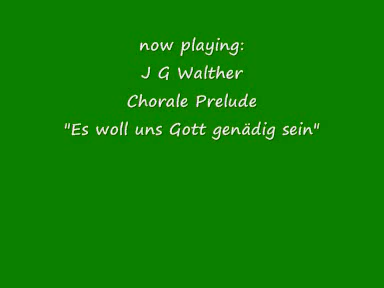 now playing:
J G Walther
Chorale Prelude
"Es woll uns Gott genädig sein"